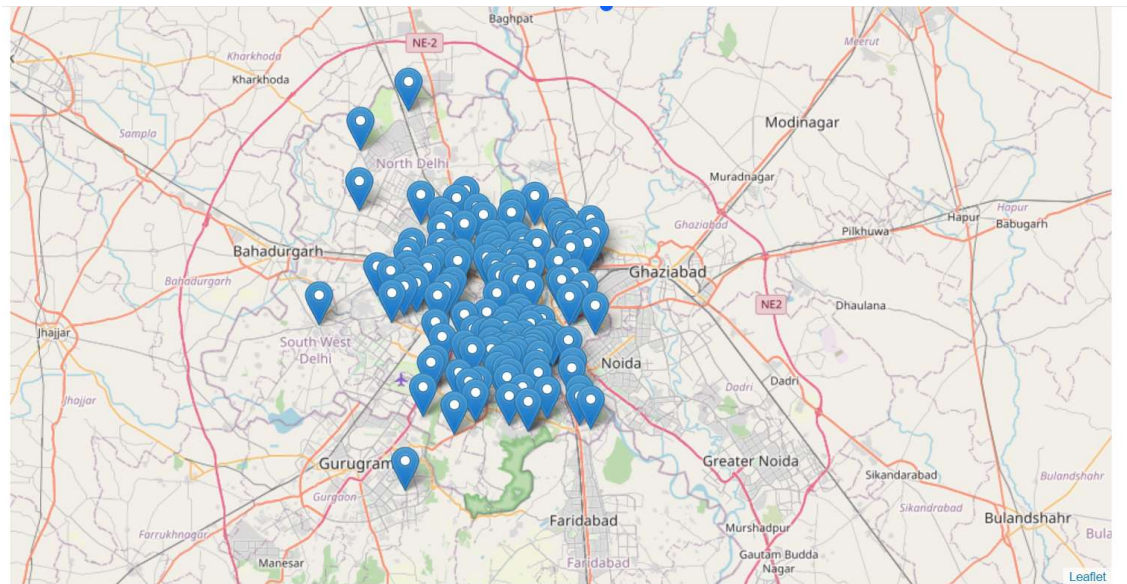 Baghpat
NE-2
Meerut
Kharkhoda
Kharkhoda
Modinagar
Sampla
North Delhi
Muradnagar
Hapur
Hapur
Babugarh
Ghaziabad
Pilkhuwa
Bahadurgarh
Ghaziabad
Bahadurgarh
NE2
Dhaulana
Jhajjar
South West
Delhi
Noida
Dadri
Dadri
Jhajjar
Gurugram
Greater Noida
Sikandarabad
Bulandshahr
Gurgaon
Sikandrabad
Bulandshahr
Faridabad
Murshadpur
Farrukhnagar
Bula
Manesar
Faridabad
Gautam Budda
Nagar
Leaflet